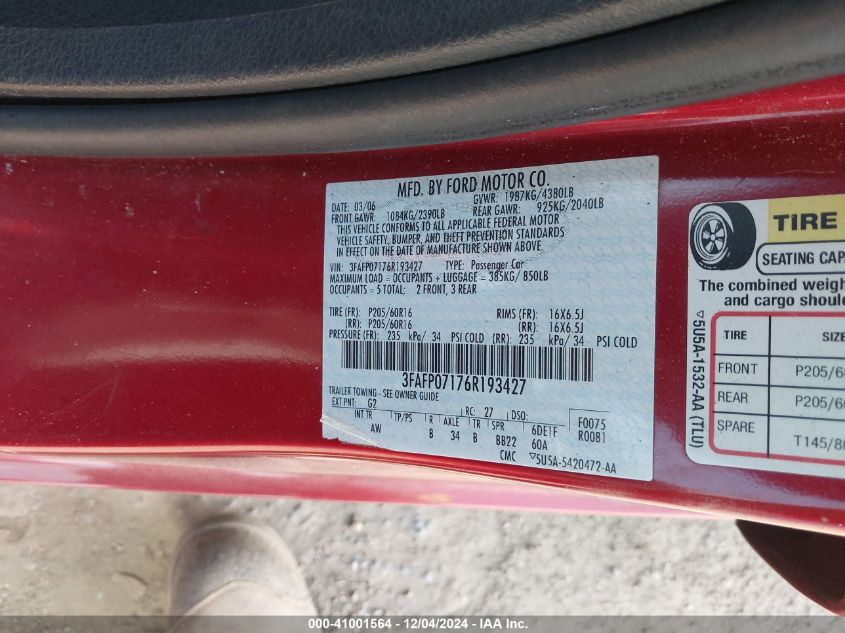 MFD. BY FORD MOTOR CO.
DATE: 03/06 GVWR: 1987KG/4380LB
FRONT GAWR: 1084KG/2390LB REAR GAWR: 925KG/2040LB
THIS VEHICLE CONFORMS TO ALL APPLICABLE FEDERAL MOTOR
VEHICLE SAFETY, BUMPER, AND THEFT PREVENTION STANDARDS
IN EFFECT ON THE DATE OF MANUFACTURE SHOWN ABOVE.
VIN: 3FAFP07176R193427 TYPE: Passenger Car
MAXIMUM LOAD = OCCUPANTS + LUGGAGE = 385KG/ 850LB
OCCUPANTS = 5 TOTAL: 2 FRONT, 3 REAR
TIRE (FR): P205/60R16 RIMS (FR): 16X6.5J
(RR): P205/60R16 (RR): 16X6.5J
PRESSURE (FR): 235 kPa/ 34 PSI COLD (RR): 235 kPa/ 34 PSI COLD
3FAFP07176R193427
TRAILER TOWING - SEE OWNER GUIDE
EXT PNT: G2 RC: 27 DSO: F0075
INT TR TP/PS R AXLE TR SPR 6DETF R0081
AW B 34 B BB22 60A
CMC ▽5U5A-5420472-AA
TIRE
SEATING CAPA
The combined weigh
and cargo shoul
TIRE SIZE
FRONT P205/60
REAR P205/60
SPARE T145/80
▽5U5A-1532-AA (TLU)
000-41001564 - 12/04/2024 - IAA Inc.